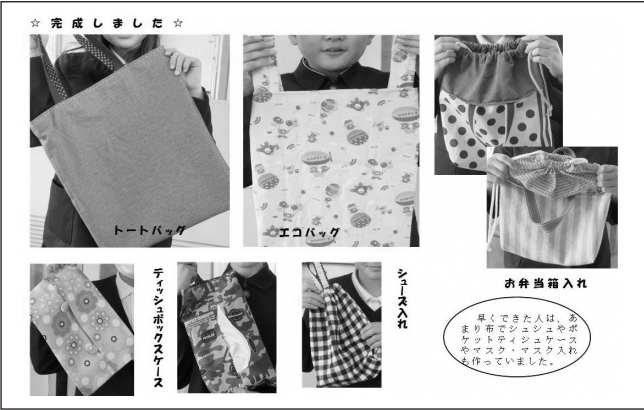 ☆ 完成しました ☆
トートバッグ
エコバッグ
お弁当箱入れ
ティッシュボックスケース
シューズ入れ
早くできた人は、あ
まり布でシュシュやポ
ケットティシュケース
やマスク・マスク入れ
も作っていました。